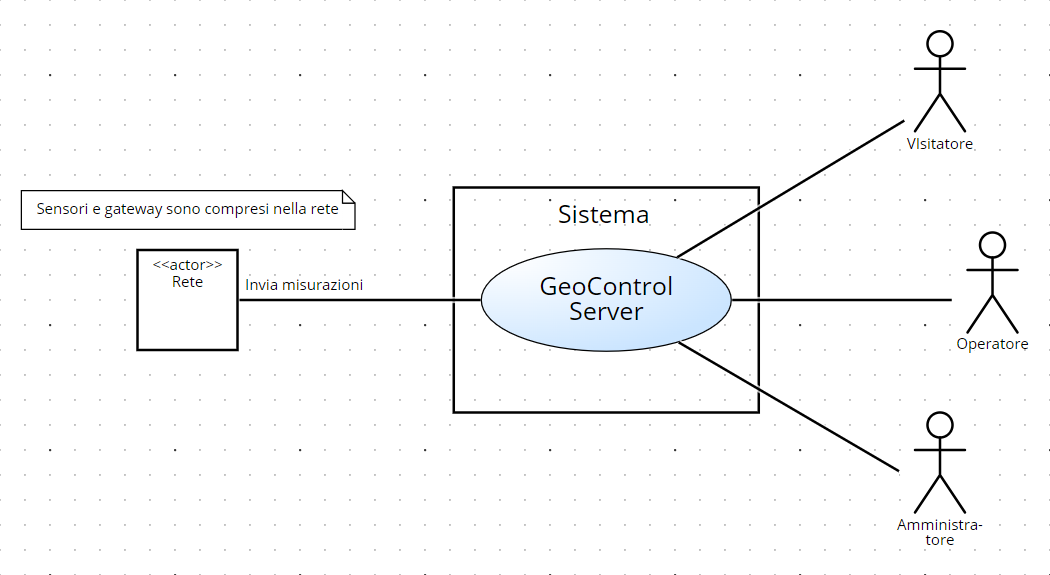 VIsitatore
Sensori e gateway sono compresi nella rete
Sistema
<<actor>>
Rete
Invia misurazioni
GeoControl
Server
Operatore
Amministra-
tore